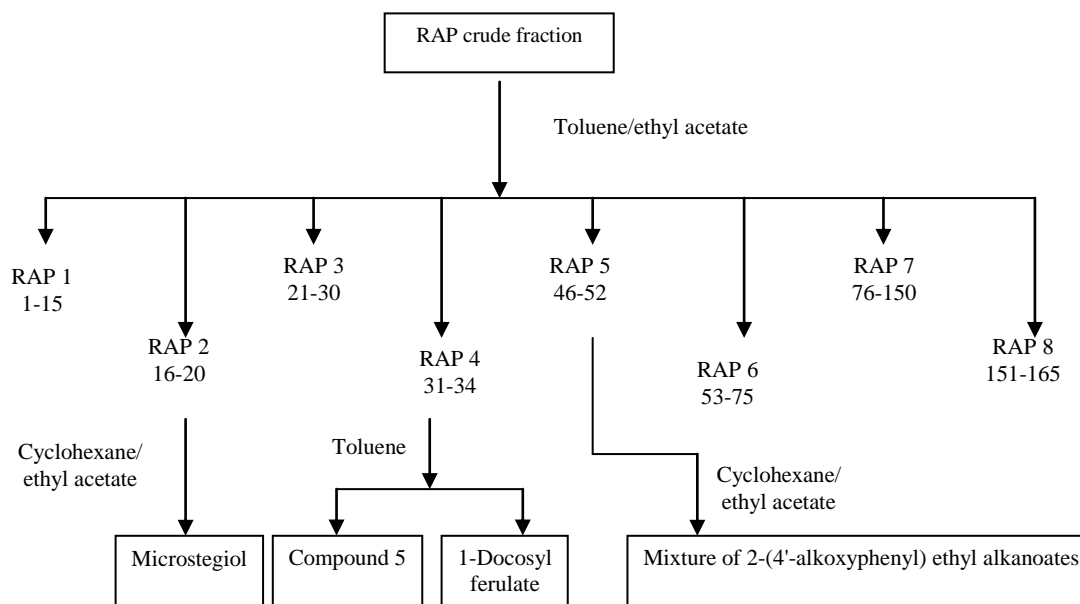 RAP crude fraction
Toluene/ethyl acetate
RAP 1
1-15
RAP 2
16-20
RAP 3
21-30
RAP 4
31-34
RAP 5
46-52
RAP 6
53-75
RAP 7
76-150
RAP 8
151-165
Cyclohexane/
ethyl acetate
Toluene
Cyclohexane/
ethyl acetate
Microstegiol
Compound 5
1-Docosyl
ferulate
Mixture of 2-(4'-alkoxyphenyl) ethyl alkanoates